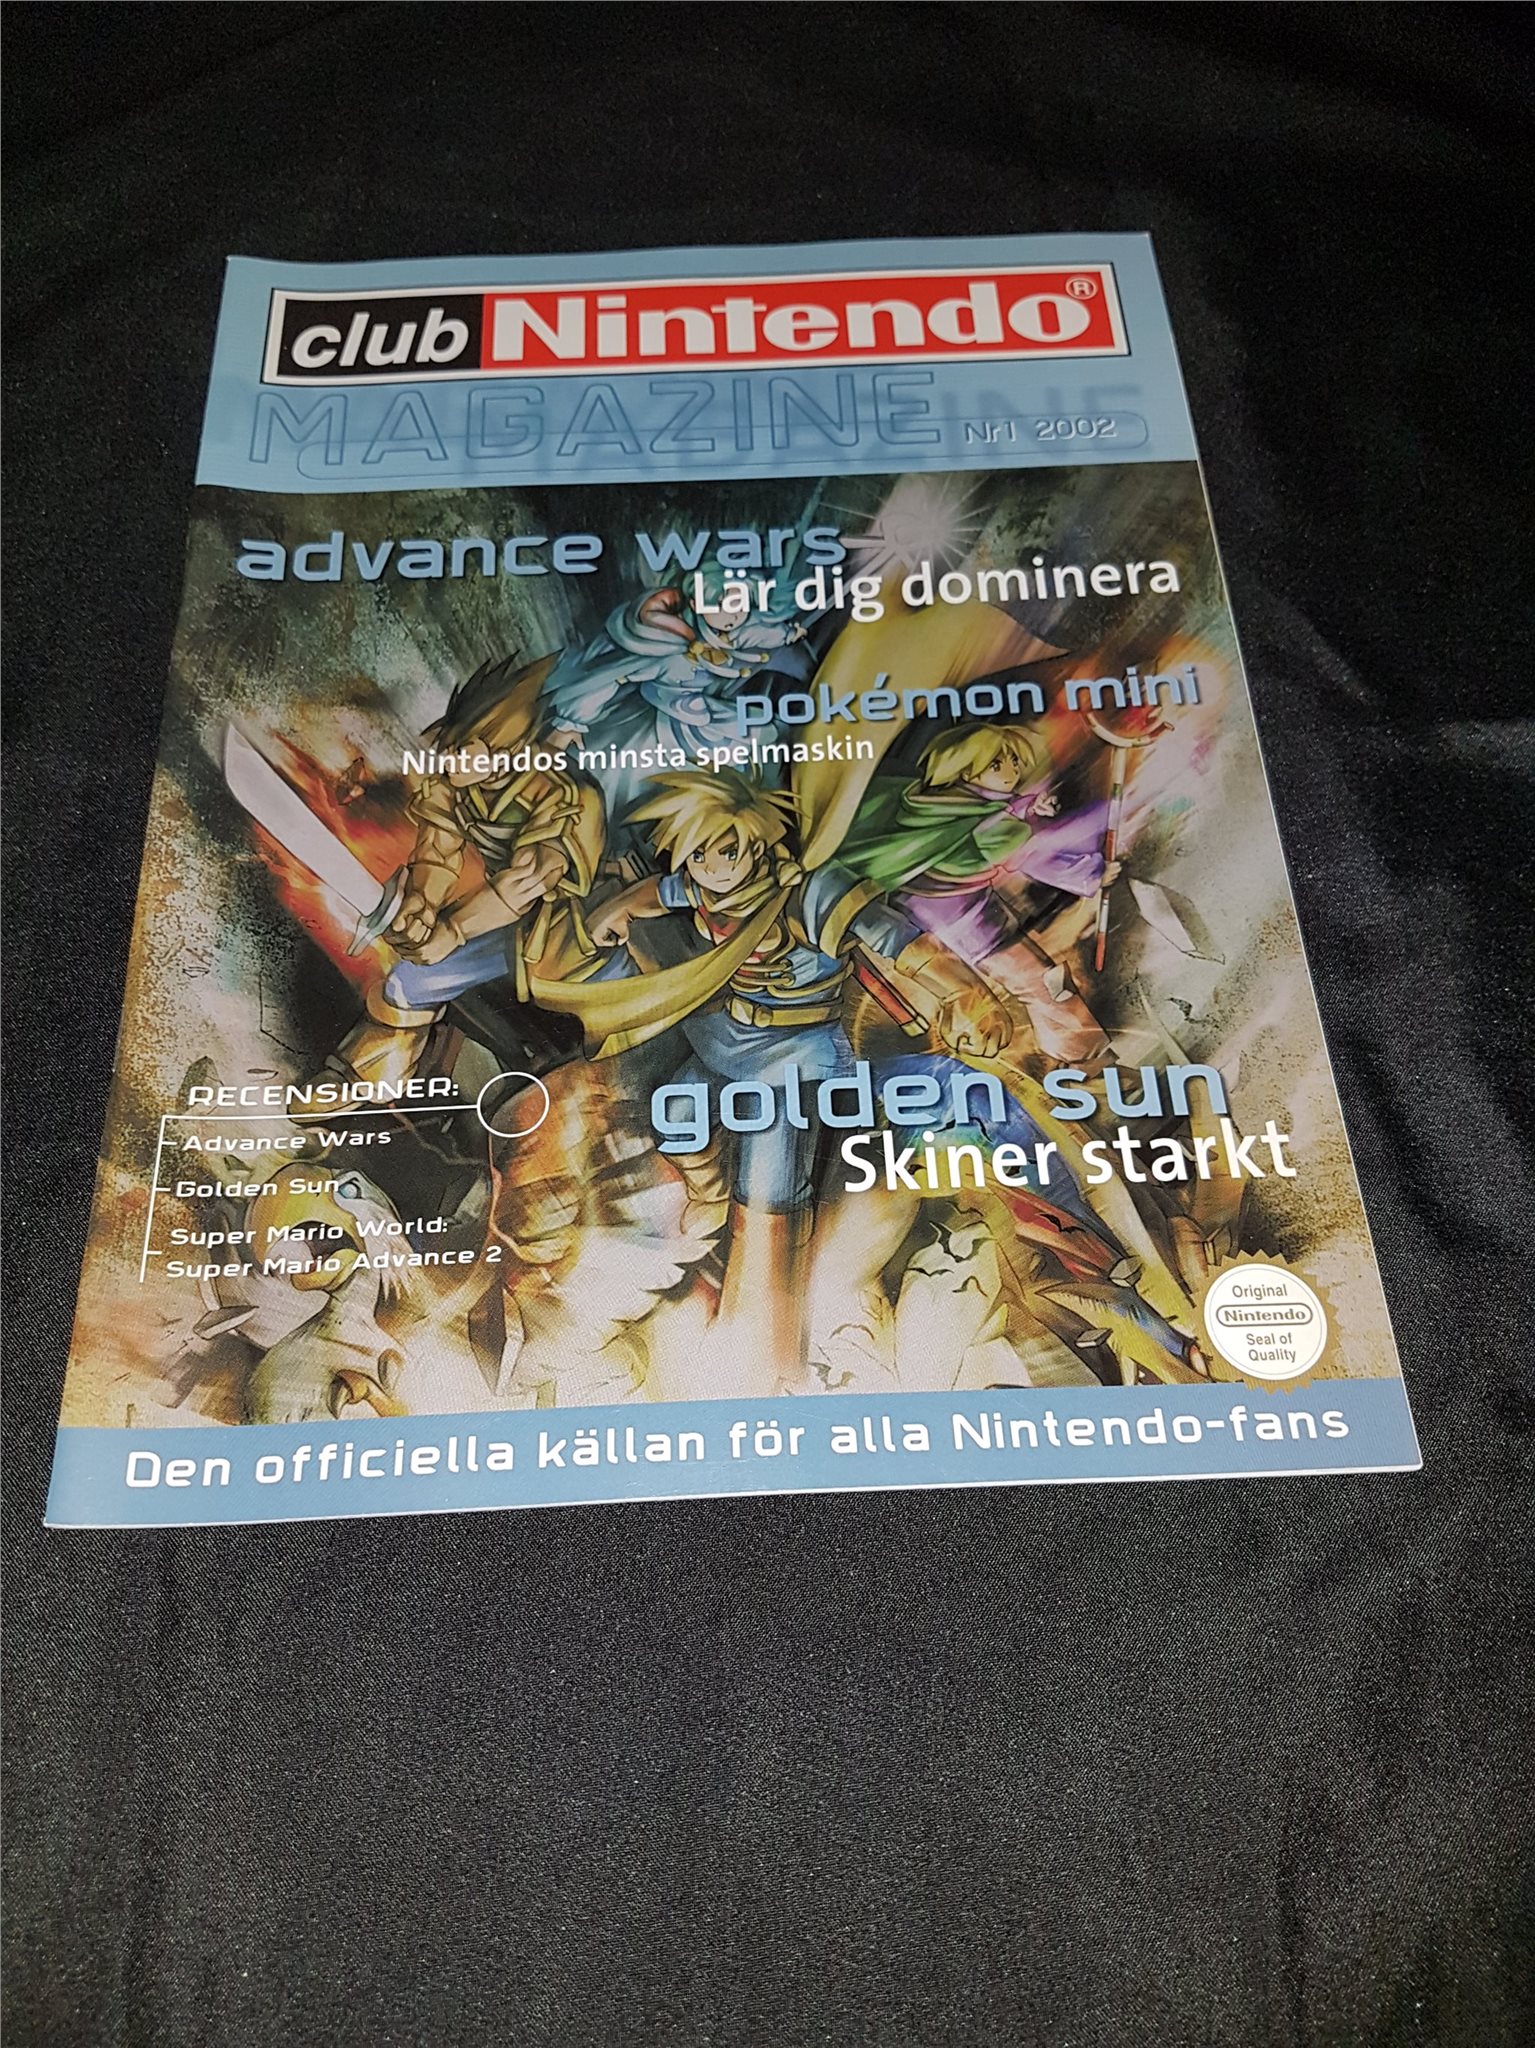 club Nintendo®
MAGAZINE
Nr1 2002
advance wars
Lär dig dominera
pokémon mini
Nintendos minsta spelmaskin
golden sun
Skiner starkt
RECENSIONER:
Advance Wars
Golden Sun
Super Mario World:
Super Mario Advance 2
Original
Nintendo
Seal of
Quality
Den officiella källan för alla Nintendo-fans